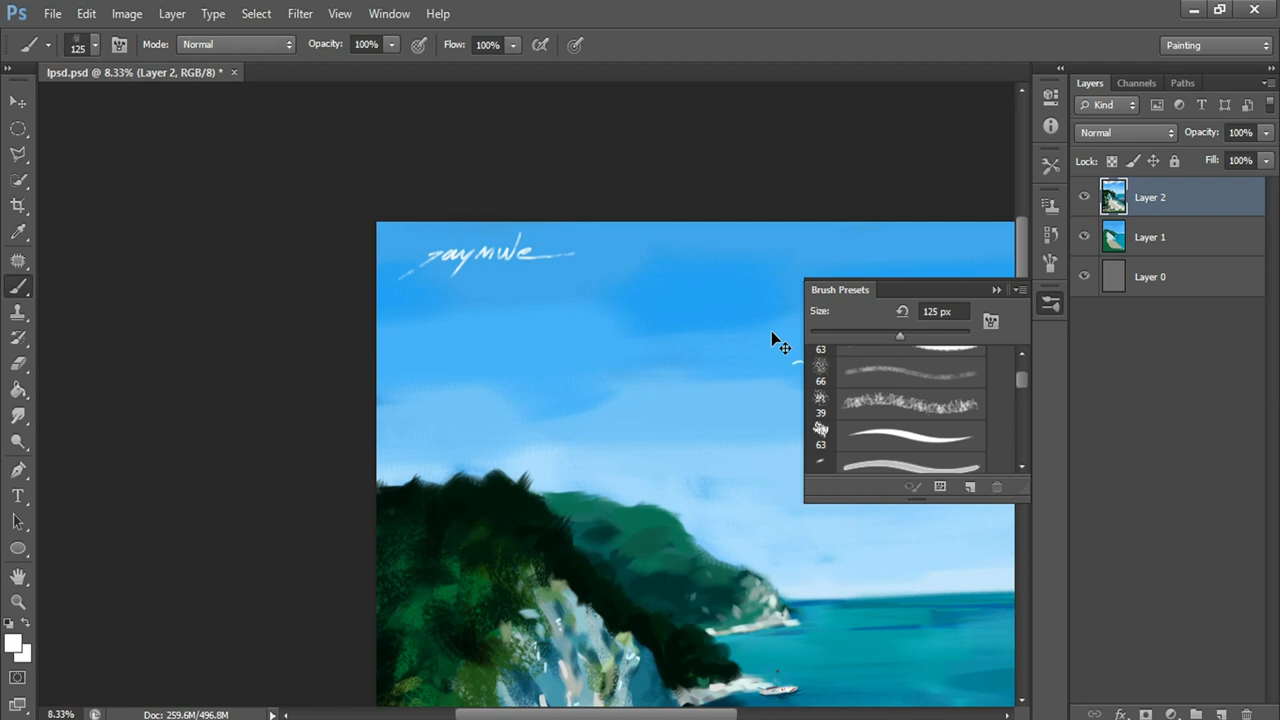 Ps File Edit Image Layer Type Select Filter View Window Help
125 Mode: Normal Opacity: 100% Flow: 100% Painting
lpsd.psd @ 8.33% (Layer 2, RGB/8) * ×
Layers Channels Paths
Kind
Normal Opacity: 100%
Lock: Fill: 100%
Layer 2
Layer 1
Layer 0
Brush Presets
Size: 125 px
63
66
39
63
8.33% Doc: 259.6M/496.8M